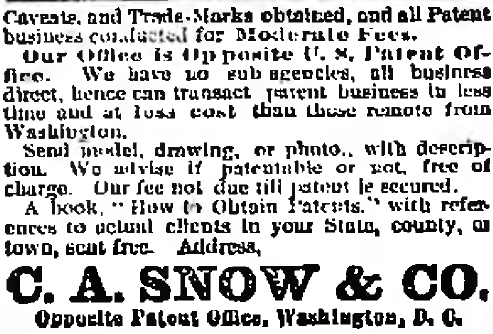 Caveats, and Trade-Marks obtained, and all Patent
business conducted for Moderate Fees.
Our Office is Opposite U. S. Patent Of-
fice. We have no sub agencies, all business
direct, hence can transact patent business in less
time and at less cost than those remote from
Washington.
Send model, drawing, or photo., with descrip-
tion. We advise if patentable or not, free of
charge. Our fee not due till patent is secured.
A book, "How to Obtain Patents," with refer-
ences to actual clients in your State, county, or
town, sent free. Address,
C. A. SNOW & CO.
Opposite Patent Office, Washington, D. C.